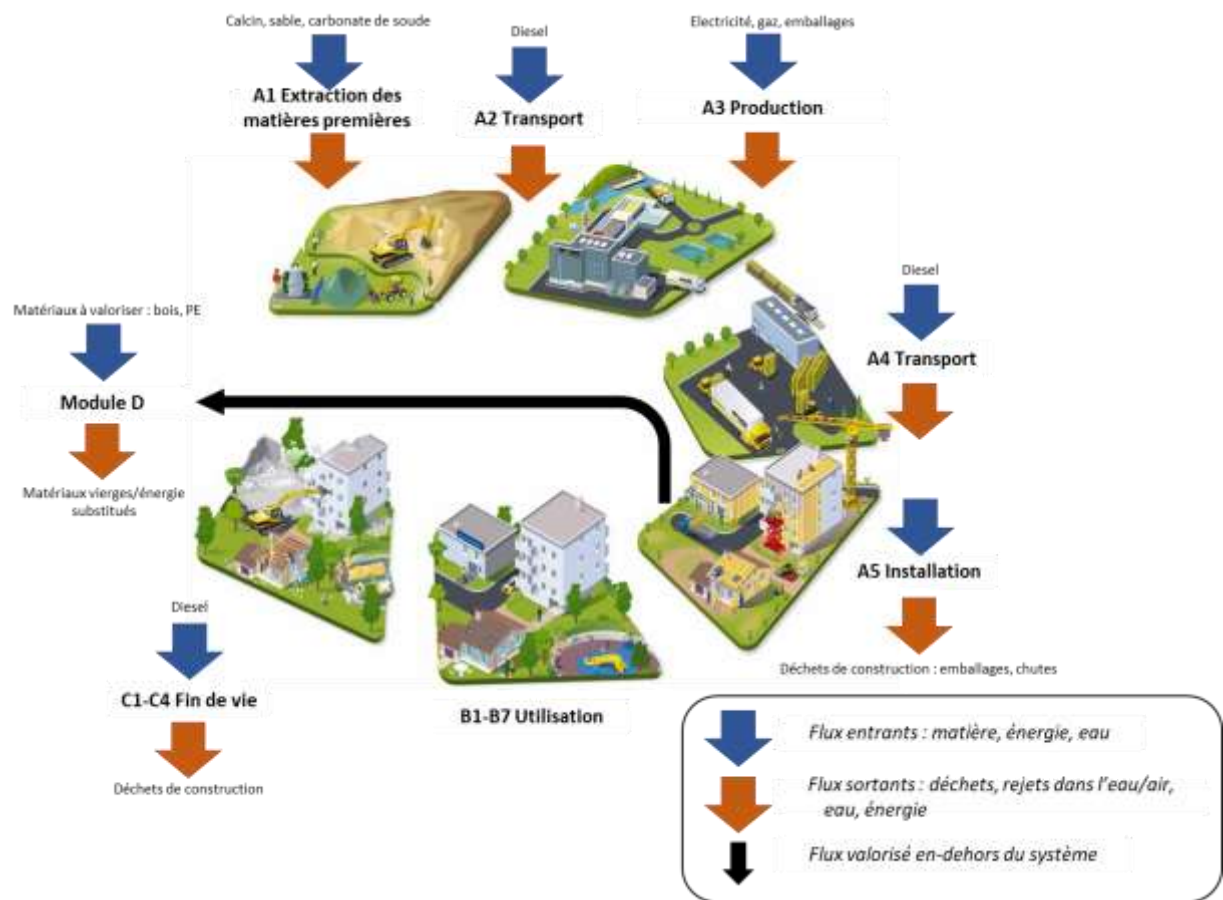 Calcin, sable, carbonate de soude
Diesel
Electricité, gaz, emballages
A1 Extraction des
matières premières
A2 Transport
A3 Production
Diesel
Matériaux à valoriser : bois, PE
A4 Transport
Module D
Matériaux vierges/énergie
substitués
A5 Installation
Diesel
Déchets de construction : emballages, chutes
C1-C4 Fin de vie
B1-B7 Utilisation
Flux entrants : matière, énergie, eau
Déchets de construction
Flux sortants : déchets, rejets dans l'eau/air,
eau, énergie
Flux valorisé en-dehors du système